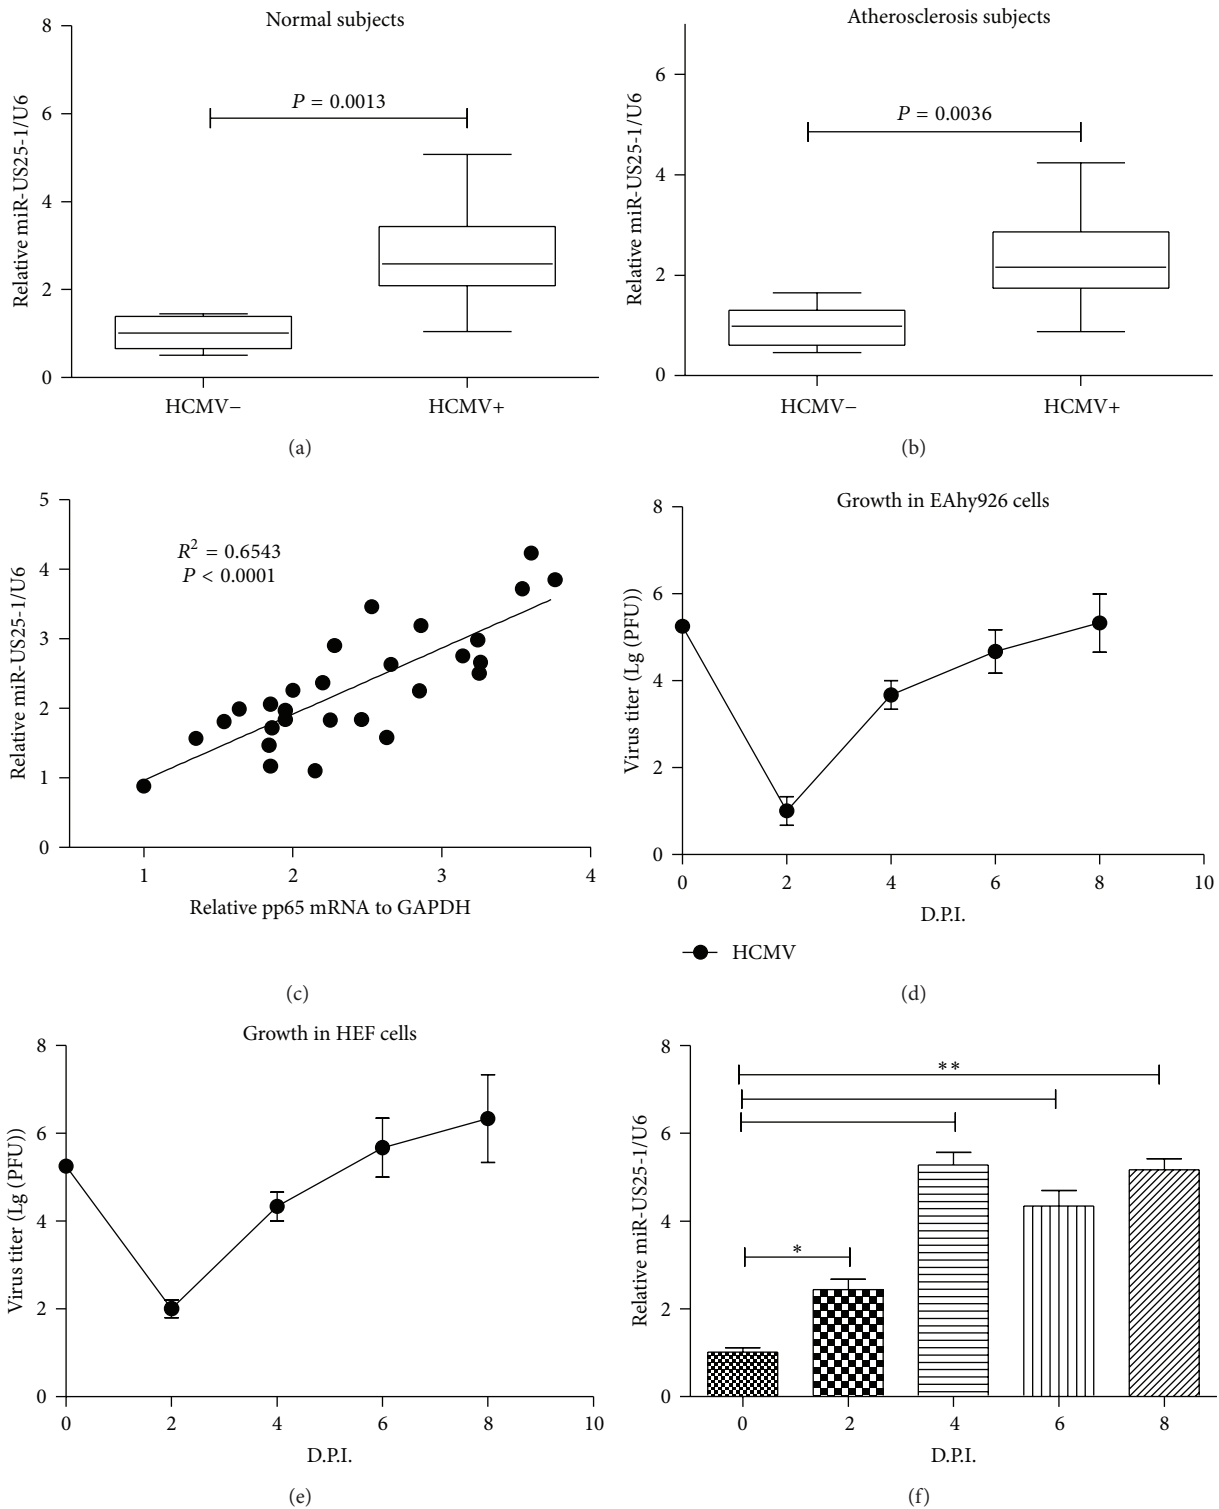 Normal subjects
Relative miR-US25-1/U6
8
6
4
2
0
P = 0.0013
HCMV−
HCMV+
(a)
Atherosclerosis subjects
Relative miR-US25-1/U6
6
4
2
0
P = 0.0036
HCMV−
HCMV+
(b)
Relative miR-US25-1/U6
5
4
3
2
1
0
R² = 0.6543
P < 0.0001
1 2 3 4
Relative pp65 mRNA to GAPDH
(c)
Growth in EAhy926 cells
Virus titer (Lg (PFU))
8
6
4
2
0
0 2 4 6 8 10
D.P.I.
HCMV
(d)
Growth in HEF cells
Virus titer (Lg (PFU))
8
6
4
2
0
0 2 4 6 8 10
D.P.I.
(e)
Relative miR-US25-1/U6
8
6
4
2
0
**
*
0 2 4 6 8
D.P.I.
(f)